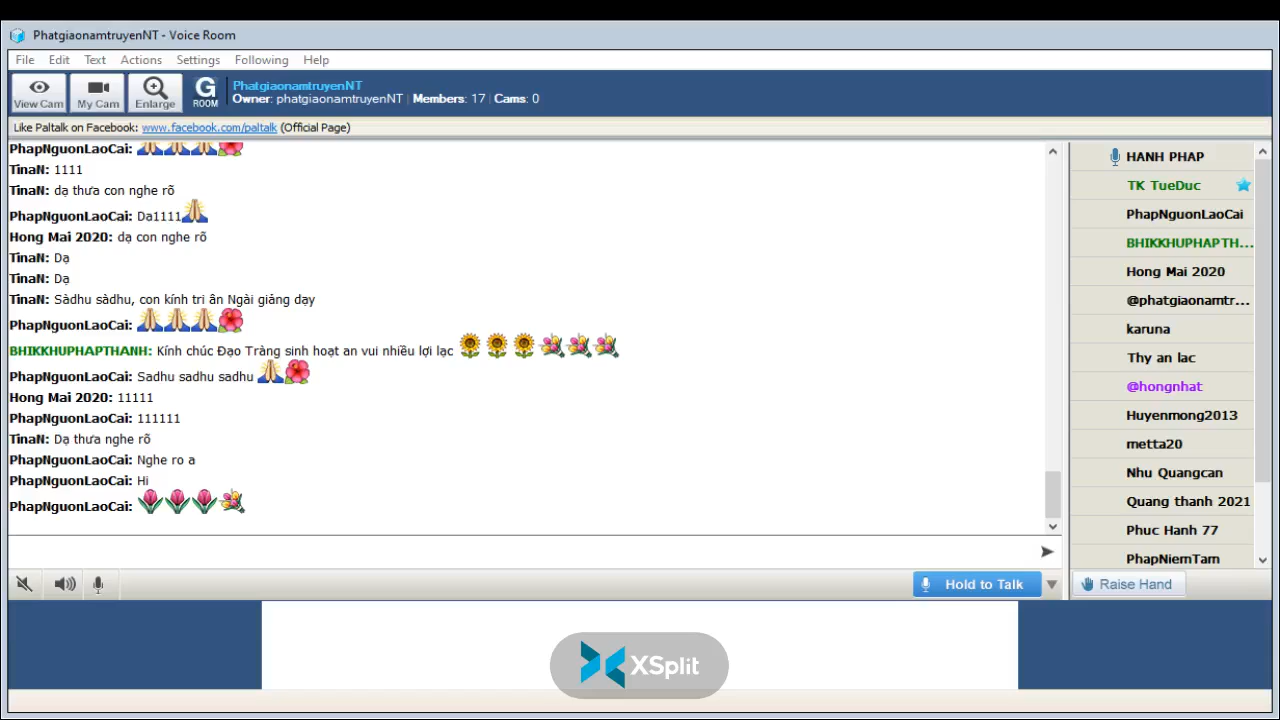 PhatgiaonamtruyenNT - Voice Room
File Edit Text Actions Settings Following Help
View Cam My Cam Enlarge G ROOM
PhatgiaonamtruyenNT
Owner: phatgiaonamtruyenNT | Members: 17 | Cams: 0
Like Paltalk on Facebook: www.facebook.com/paltalk (Official Page)
PhapNguonLaoCai:
TinaN: 1111
TinaN: dạ thưa con nghe rõ
PhapNguonLaoCai: Da1111
Hong Mai 2020: dạ con nghe rõ
TinaN: Dạ
TinaN: Dạ
TinaN: Sàdhu sàdhu, con kính tri ân Ngài giảng dạy
PhapNguonLaoCai:
BHIKKHUPHAPTHANH: Kính chúc Đạo Tràng sinh hoạt an vui nhiều lợi lạc
PhapNguonLaoCai: Sadhu sadhu sadhu
Hong Mai 2020: 11111
PhapNguonLaoCai: 111111
TinaN: Dạ thưa nghe rõ
PhapNguonLaoCai: Nghe ro a
PhapNguonLaoCai: Hi
PhapNguonLaoCai:
HANH PHAP
TK TueDuc
PhapNguonLaoCai
BHIKKHUPHAPTH...
Hong Mai 2020
@phatgiaonamtr...
karuna
Thy an lac
@hongnhat
Huyenmong2013
metta20
Nhu Quangcan
Quang thanh 2021
Phuc Hanh 77
PhapNiemTam
Hold to Talk
Raise Hand
XSplit